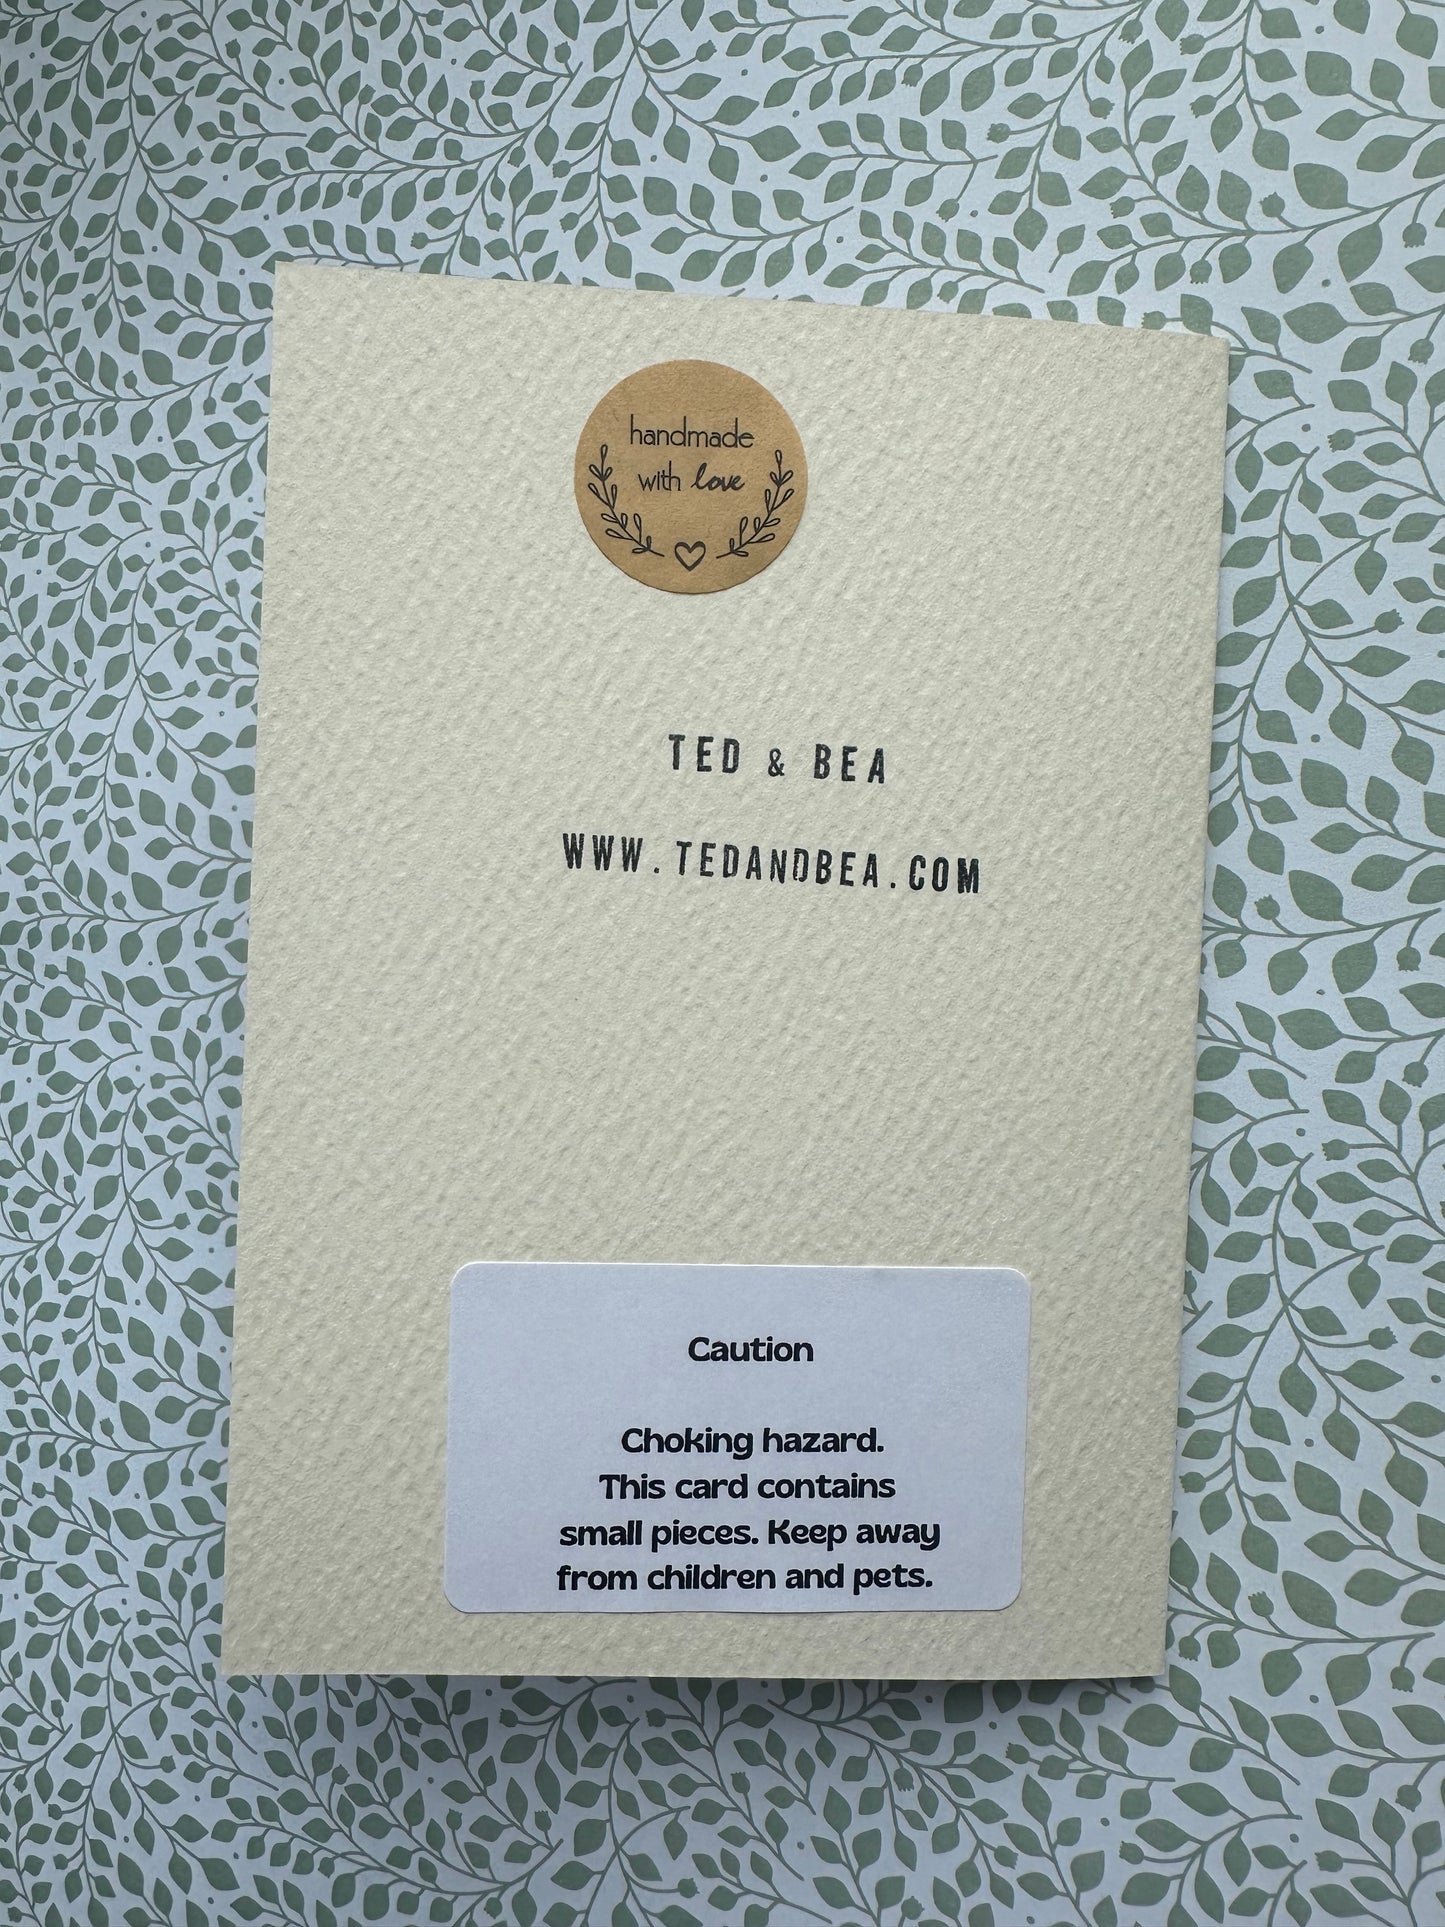 handmade
with love
TED & BEA
WWW.TEDANDBEA.COM
Caution
Choking hazard.
This card contains
small pieces. Keep away
from children and pets.